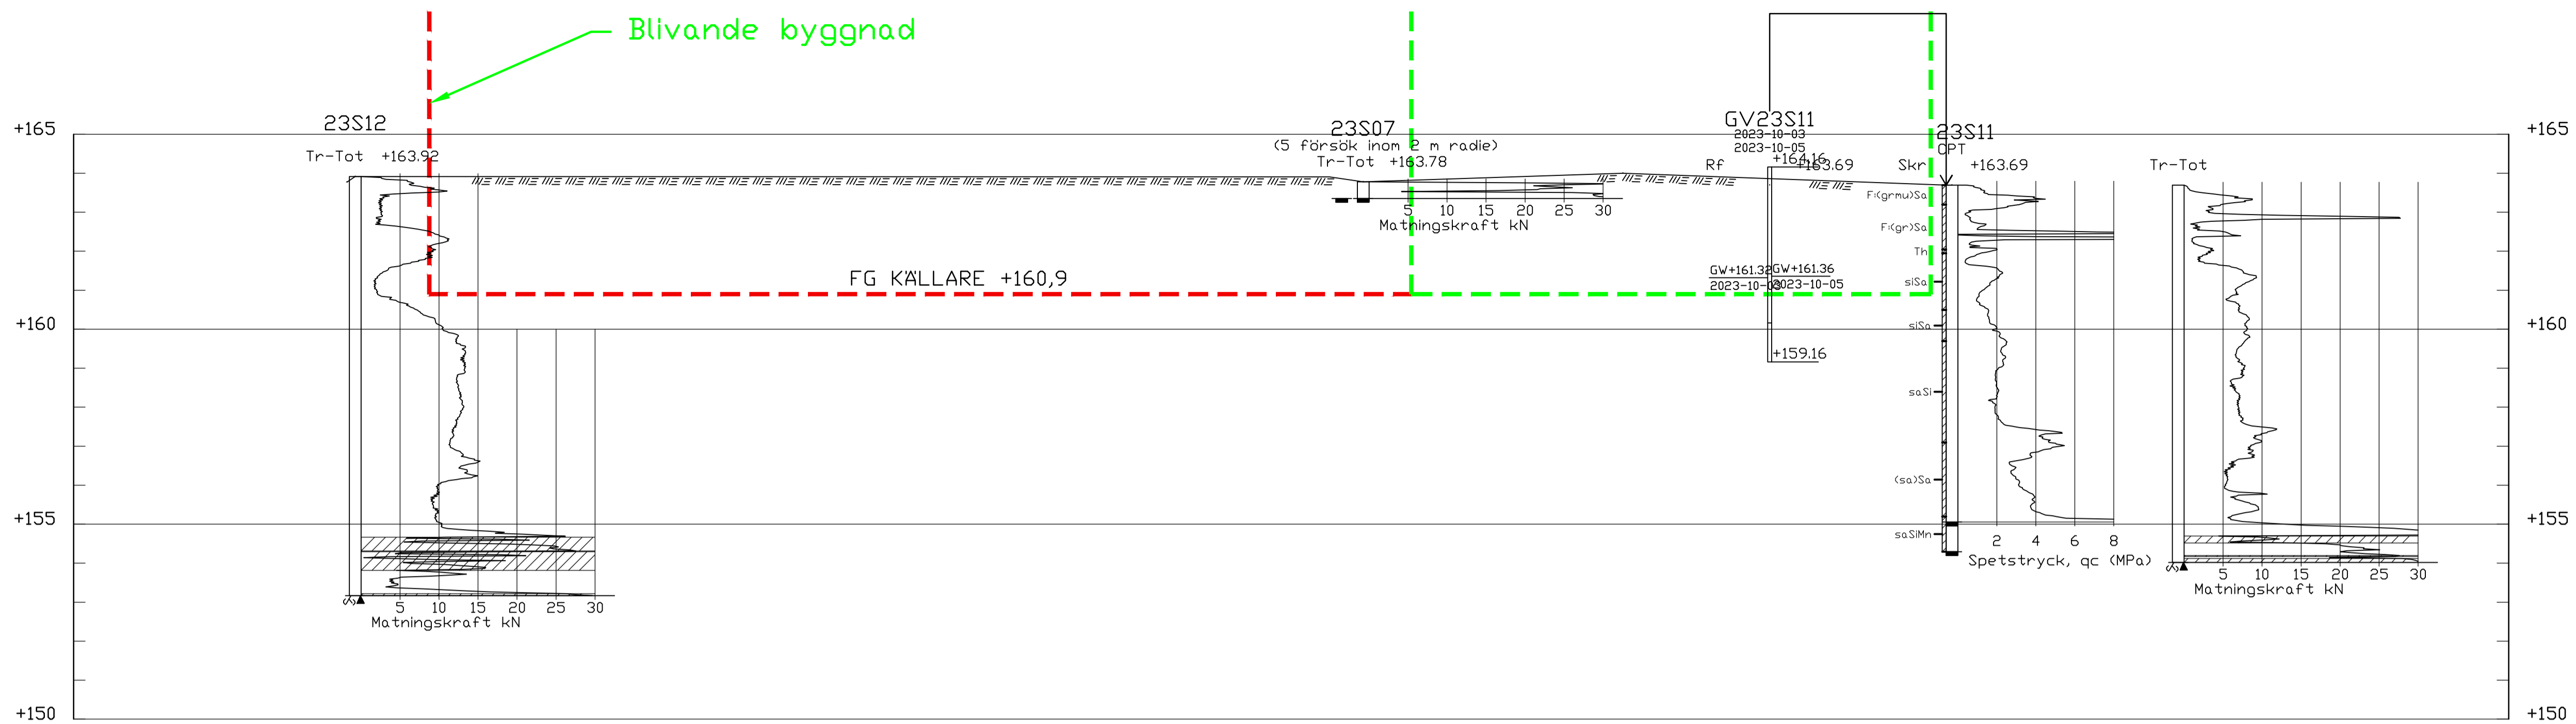 Blivande byggnad
23S12
Tr-Tot +163.92
23S07
(5 försök inom 2 m radie)
Tr-Tot +163.78
GV23S11
2023-10-03
2023-10-05
+164.16
Rf +163.69
23S11
CPT
Skr +163.69
Tr-Tot
+165
+165
Fi(grmu)Sa
Fi(gr)Sa
Th
siSa
siSa
saSi
(sa)Sa
saSiMn
5 10 15 20 25 30
Matningskraft kN
FG KÄLLARE +160,9
GW+161.32
2023-10-03
GW+161.36
2023-10-05
+159.16
+160
+160
+155
+155
2 4 6 8
Spetstryck, qc (MPa)
5 10 15 20 25 30
Matningskraft kN
5 10 15 20 25 30
Matningskraft kN
+150
+150